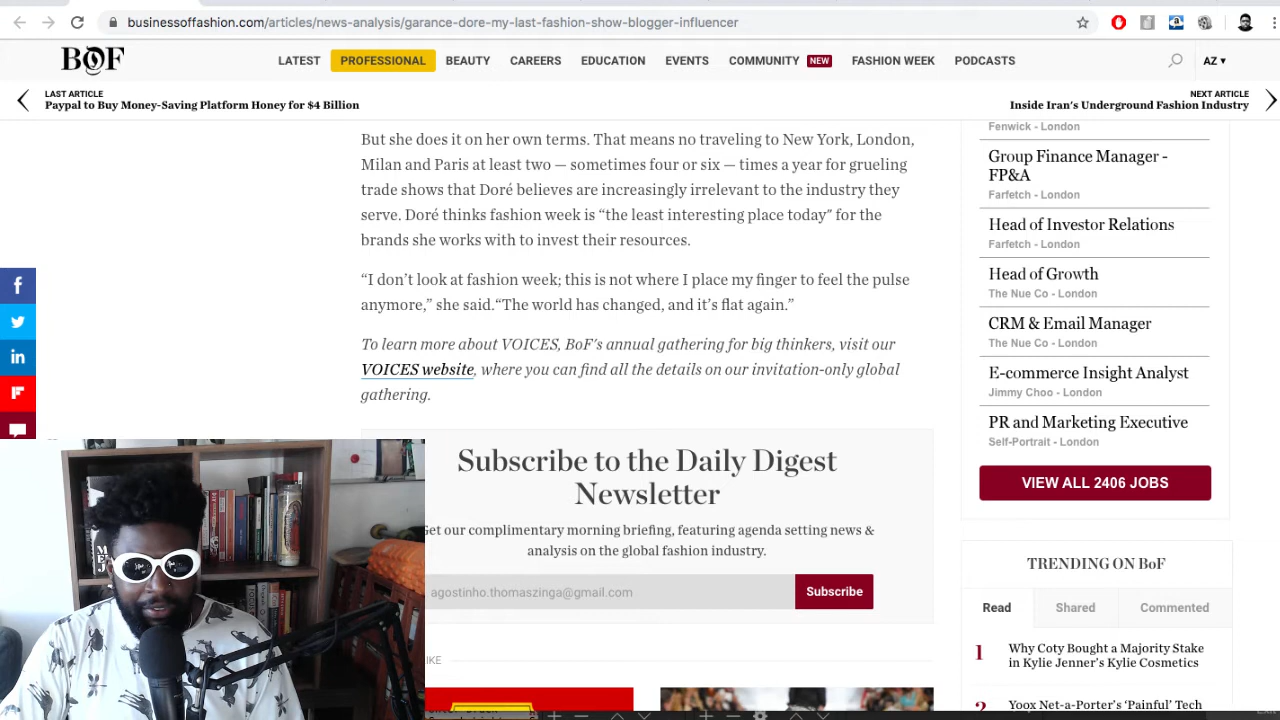 businessoffashion.com/articles/news-analysis/garance-dore-my-last-fashion-show-blogger-influencer
BOF
LATEST
PROFESSIONAL
BEAUTY
CAREERS
EDUCATION
EVENTS
COMMUNITY NEW
FASHION WEEK
PODCASTS
AZ ▾
LAST ARTICLE
Paypal to Buy Money-Saving Platform Honey for $4 Billion
NEXT ARTICLE
Inside Iran's Underground Fashion Industry
But she does it on her own terms. That means no traveling to New York, London,
Milan and Paris at least two — sometimes four or six — times a year for grueling
trade shows that Doré believes are increasingly irrelevant to the industry they
serve. Doré thinks fashion week is “the least interesting place today” for the
brands she works with to invest their resources.
“I don’t look at fashion week; this is not where I place my finger to feel the pulse
anymore,” she said.“The world has changed, and it’s flat again.”
To learn more about VOICES, BoF’s annual gathering for big thinkers, visit our
VOICES website, where you can find all the details on our invitation-only global
gathering.
Subscribe to the Daily Digest
Newsletter
Get our complimentary morning briefing, featuring agenda setting news &
analysis on the global fashion industry.
agostinho.thomaszinga@gmail.com
Subscribe
IKE
Fenwick - London
Group Finance Manager -
FP&A
Farfetch - London
Head of Investor Relations
Farfetch - London
Head of Growth
The Nue Co - London
CRM & Email Manager
The Nue Co - London
E-commerce Insight Analyst
Jimmy Choo - London
PR and Marketing Executive
Self-Portrait - London
VIEW ALL 2406 JOBS
TRENDING ON BoF
Read
Shared
Commented
1
Why Coty Bought a Majority Stake
in Kylie Jenner’s Kylie Cosmetics
2
Yoox Net-a-Porter’s ‘Painful’ Tech